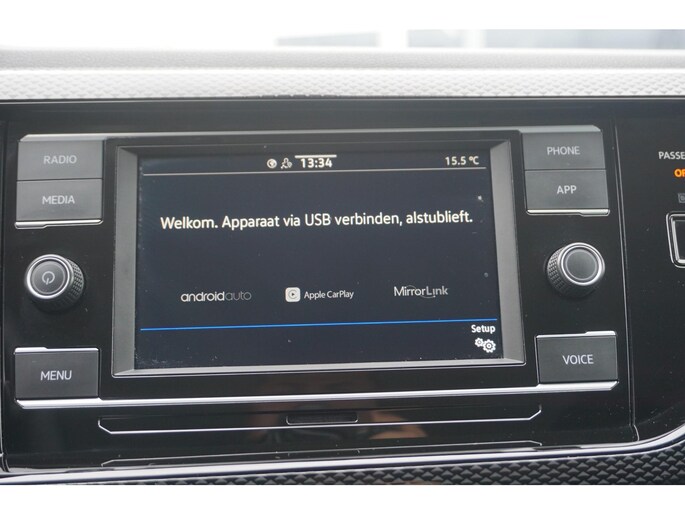 RADIO
MEDIA
MENU
13:34
15.5 °C
Welkom. Apparaat via USB verbinden, alstublieft.
androidauto
Apple CarPlay
MirrorLink
Setup
PHONE
APP
VOICE
PASSE